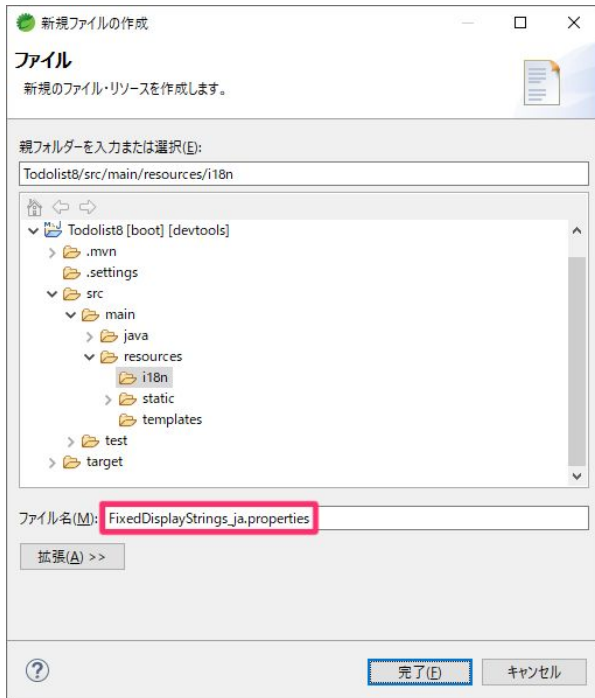 新規ファイルの作成
ファイル
新規のファイル・リソースを作成します。
親フォルダーを入力または選択(E):
Todolist8/src/main/resources/i18n
Todolist8 [boot] [devtools]
.mvn
.settings
src
main
java
resources
i18n
static
templates
test
target
ファイル名(M): FixedDisplayStrings_ja.properties
拡張(A) >>
完了(F) キャンセル